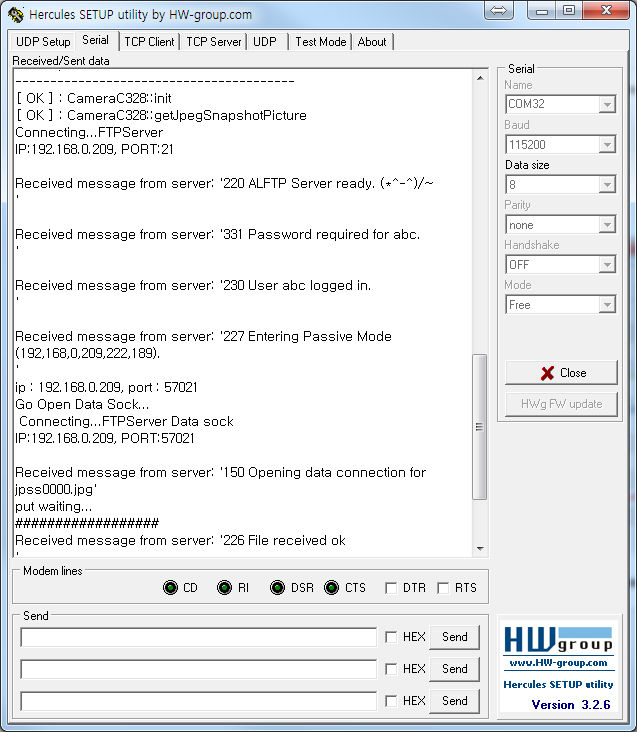 Hercules SETUP utility by HW-group.com
UDP Setup Serial TCP Client TCP Server UDP Test Mode About
Received/Sent data
----------------------------------------
[ OK ] : CameraC328::init
[ OK ] : CameraC328::getJpegSnapshotPicture
Connecting...FTPServer
IP:192.168.0.209, PORT:21
Received message from server: '220 ALFTP Server ready. (*^-^)/~
'
Received message from server: '331 Password required for abc.
'
Received message from server: '230 User abc logged in.
'
Received message from server: '227 Entering Passive Mode
(192,168,0,209,222,189).
'
ip : 192.168.0.209, port : 57021
Go Open Data Sock...
Connecting...FTPServer Data sock
IP:192.168.0.209, PORT:57021
Received message from server: '150 Opening data connection for
jpss0000.jpg'
put waiting...
##################
Received message from server: '226 File received ok
'
Serial
Name
COM32
Baud
115200
Data size
8
Parity
none
Handshake
OFF
Mode
Free
Close
HWg FW update
Modem lines
CD RI DSR CTS DTR RTS
Send
HEX Send
HEX Send
HEX Send
HW group
www.HW-group.com
Hercules SETUP utility
Version 3.2.6